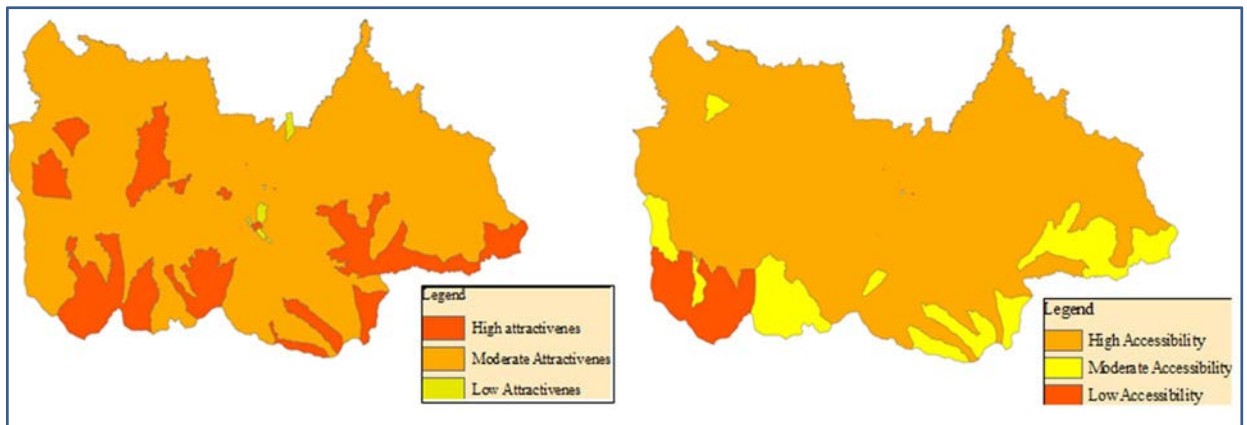 Legend
High attractivenes
Moderate Attractivenes
Low Attractivenes
Legend
High Accessibility
Moderate Accessibility
Low Accessibility